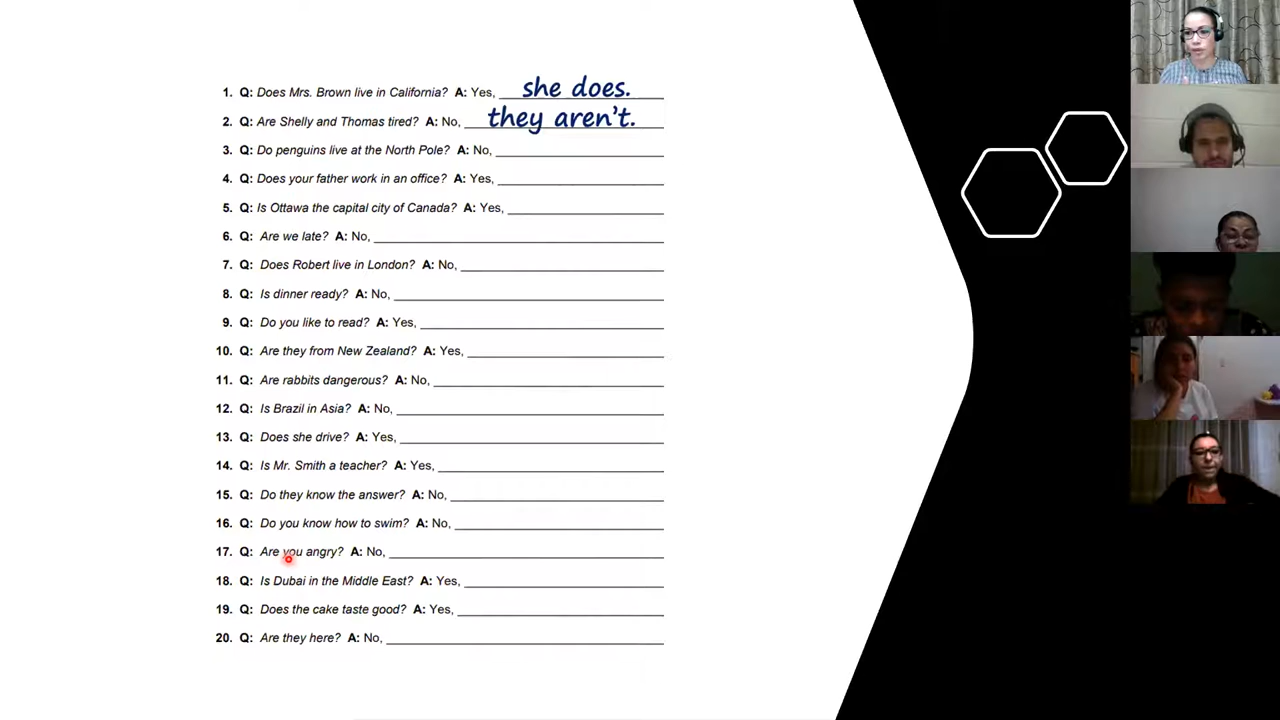 1. Q: Does Mrs. Brown live in California? A: Yes, she does.
2. Q: Are Shelly and Thomas tired? A: No, they aren't.
3. Q: Do penguins live at the North Pole? A: No,
4. Q: Does your father work in an office? A: Yes,
5. Q: Is Ottawa the capital city of Canada? A: Yes,
6. Q: Are we late? A: No,
7. Q: Does Robert live in London? A: No,
8. Q: Is dinner ready? A: No,
9. Q: Do you like to read? A: Yes,
10. Q: Are they from New Zealand? A: Yes,
11. Q: Are rabbits dangerous? A: No,
12. Q: Is Brazil in Asia? A: No,
13. Q: Does she drive? A: Yes,
14. Q: Is Mr. Smith a teacher? A: Yes,
15. Q: Do they know the answer? A: No,
16. Q: Do you know how to swim? A: No,
17. Q: Are you angry? A: No,
18. Q: Is Dubai in the Middle East? A: Yes,
19. Q: Does the cake taste good? A: Yes,
20. Q: Are they here? A: No,